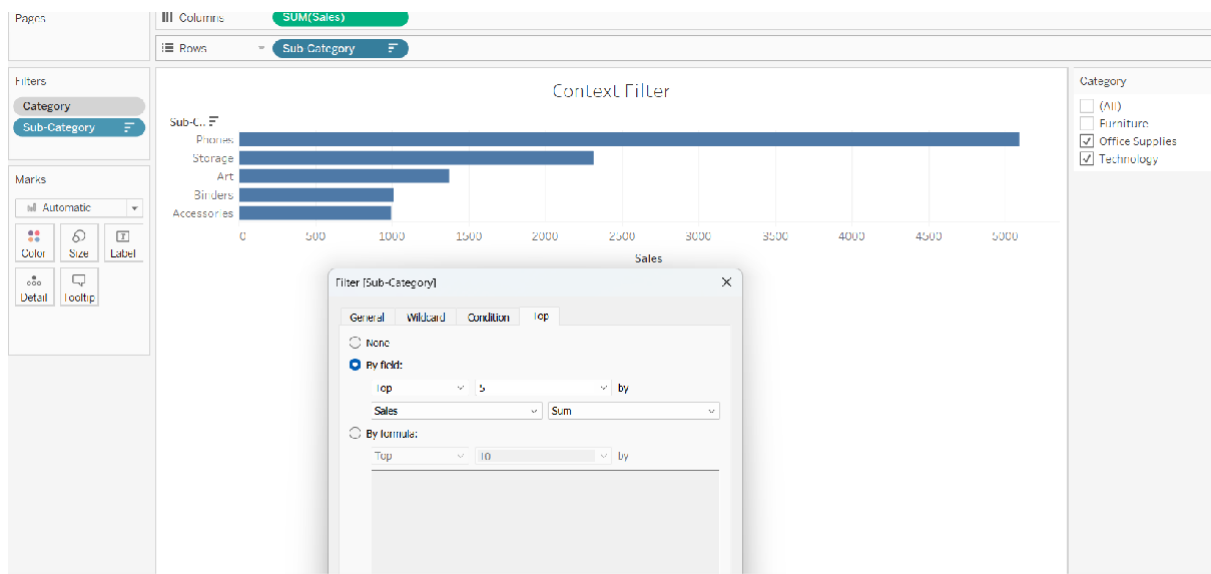 Pages
Columns
SUM(Sales)
Rows
Sub-Category
Filters
Category
Sub-Category
Marks
Automatic
Color
Size
Label
Detail
Tooltip
Context Filter
Sub-C..
Phones
Storage
Art
Binders
Accessories
0 500 1000 1500 2000 2500 3000 3500 4000 4500 5000
Sales
Category
(All)
Furniture
Office Supplies
Technology
Filter [Sub-Category]
General Wildcard Condition Top
None
By field:
Top 5 by
Sales Sum
By formula:
Top 10 by